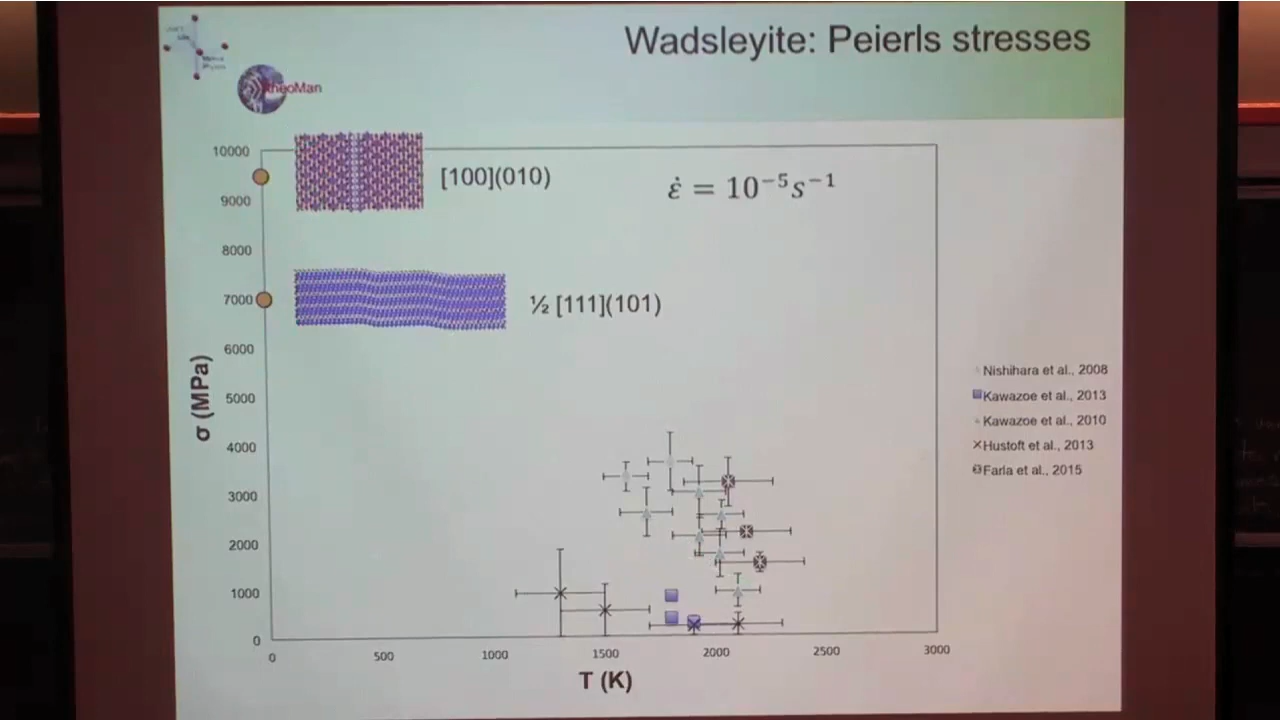 Wadsleyite: Peierls stresses
RheoMan
10000
9000
8000
7000
6000
5000
4000
3000
2000
1000
0
σ (MPa)
[100](010)
ε̇ = 10⁻⁵s⁻¹
½ [111](101)
Nishihara et al., 2008
Kawazoe et al., 2013
Kawazoe et al., 2010
Hustoft et al., 2013
Farla et al., 2015
0
500
1000
1500
2000
2500
3000
T (K)